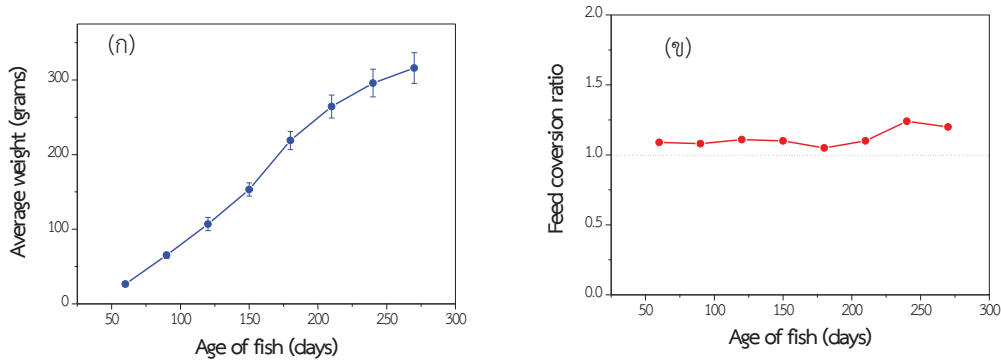 (ก)
Average weight (grams)
300
200
100
0
50 100 150 200 250 300
Age of fish (days)
(ข)
Feed coversion ratio
2.0
1.5
1.0
0.5
0.0
50 100 150 200 250 300
Age of fish (days)